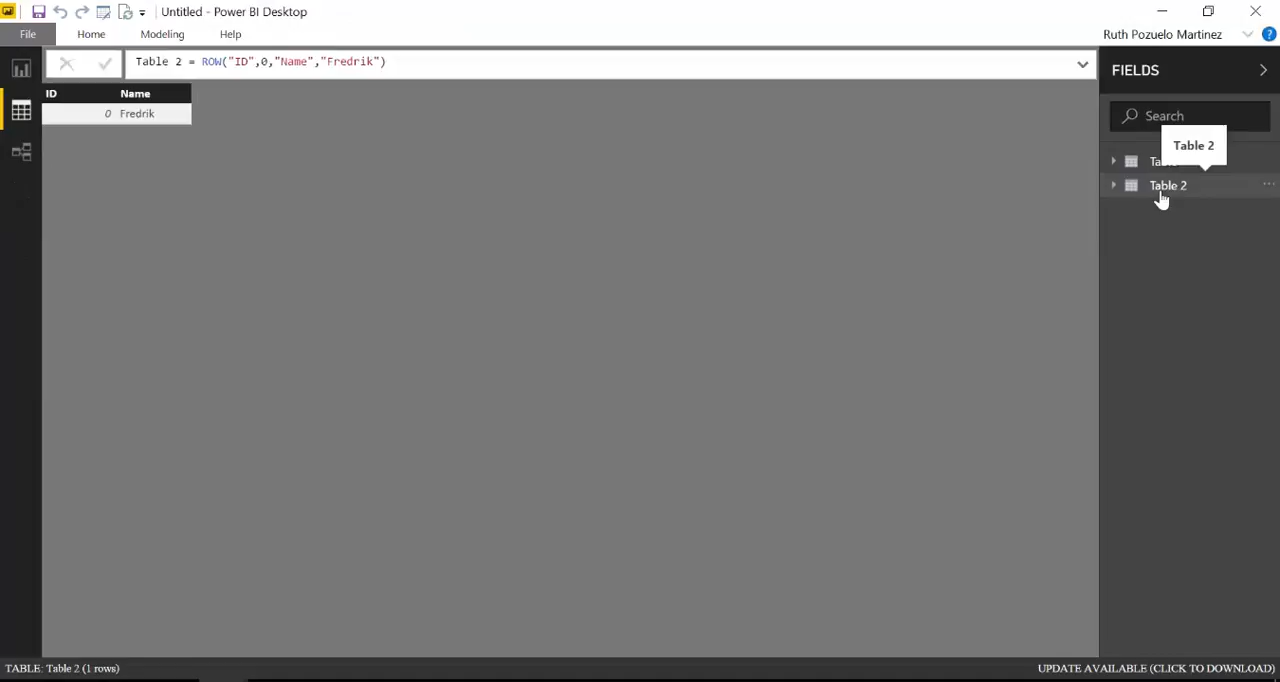 Untitled - Power BI Desktop
File Home Modeling Help Ruth Pozuelo Martinez ?
Table 2 = ROW("ID",0,"Name","Fredrik")
FIELDS
ID Name
0 Fredrik
Search
Table 2
Table 2
TABLE: Table 2 (1 rows)
UPDATE AVAILABLE (CLICK TO DOWNLOAD)